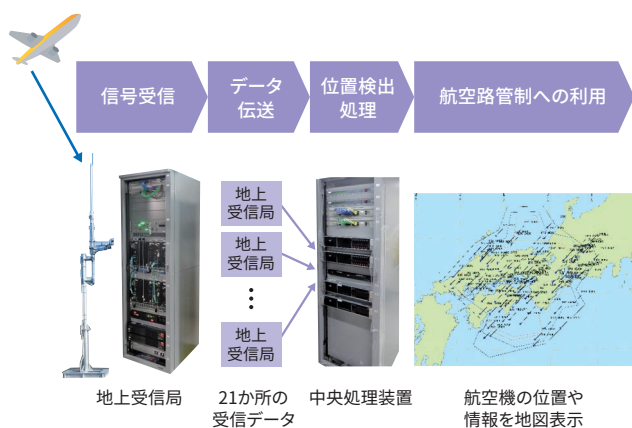 信号受信
データ
伝送
位置検出
処理
航空路管制への利用
地上
受信局
地上
受信局
地上
受信局
地上受信局
21か所の
受信データ
中央処理装置
航空機の位置や
情報を地図表示